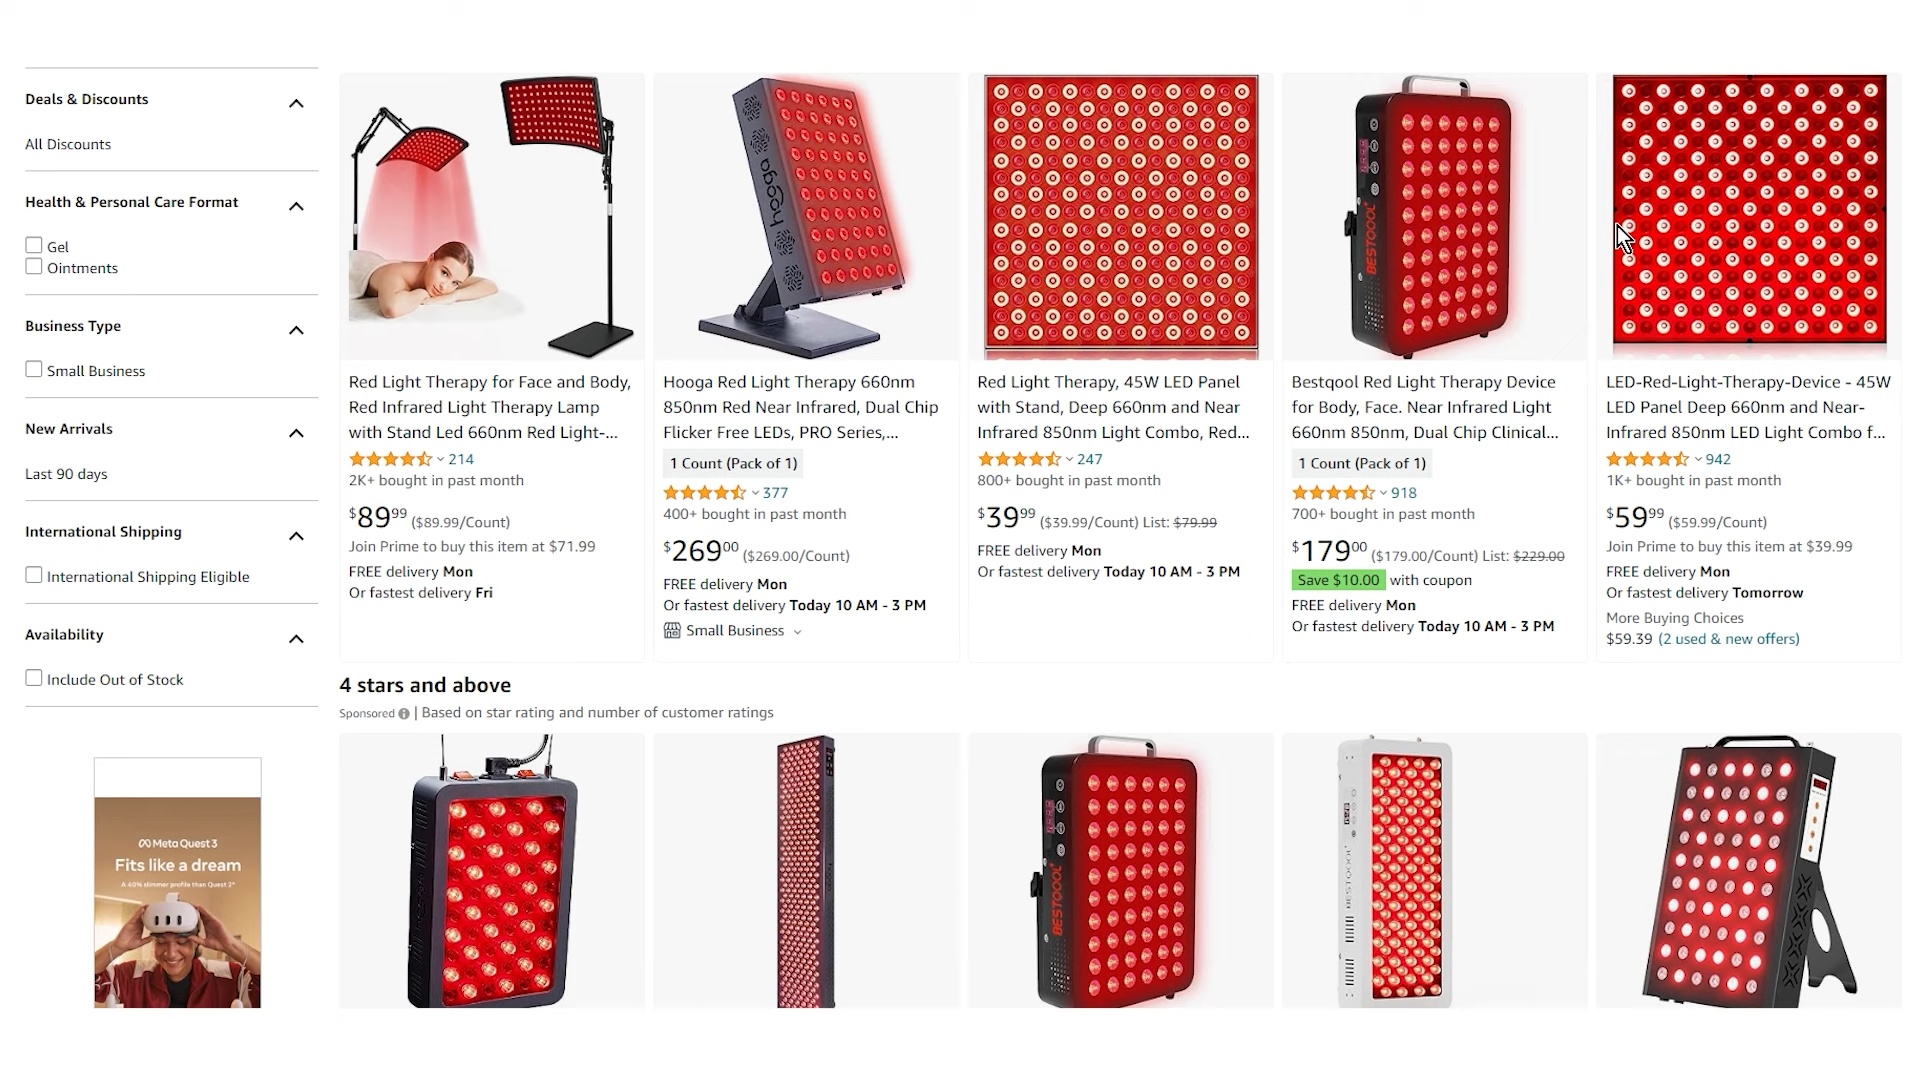 Deals & Discounts
All Discounts
Health & Personal Care Format
Gel
Ointments
Business Type
Small Business
New Arrivals
Last 90 days
International Shipping
International Shipping Eligible
Availability
Include Out of Stock
Meta Quest 3
Fits like a dream
A 40% slimmer profile than Quest 2*
hooga
BESTQOOL
Red Light Therapy for Face and Body,
Red Infrared Light Therapy Lamp
with Stand Led 660nm Red Light-...
214
2K+ bought in past month
$89.99 ($89.99/Count)
Join Prime to buy this item at $71.99
FREE delivery Mon
Or fastest delivery Fri
Hooga Red Light Therapy 660nm
850nm Red Near Infrared, Dual Chip
Flicker Free LEDs, PRO Series,...
1 Count (Pack of 1)
377
400+ bought in past month
$269.00 ($269.00/Count)
FREE delivery Mon
Or fastest delivery Today 10 AM - 3 PM
Small Business
Red Light Therapy, 45W LED Panel
with Stand, Deep 660nm and Near
Infrared 850nm Light Combo, Red...
247
800+ bought in past month
$39.99 ($39.99/Count) List: $79.99
FREE delivery Mon
Or fastest delivery Today 10 AM - 3 PM
Bestqool Red Light Therapy Device
for Body, Face. Near Infrared Light
660nm 850nm, Dual Chip Clinical...
1 Count (Pack of 1)
918
700+ bought in past month
$179.00 ($179.00/Count) List: $229.00
Save $10.00 with coupon
FREE delivery Mon
Or fastest delivery Today 10 AM - 3 PM
LED-Red-Light-Therapy-Device - 45W
LED Panel Deep 660nm and Near-
Infrared 850nm LED Light Combo f...
942
1K+ bought in past month
$59.99 ($59.99/Count)
Join Prime to buy this item at $39.99
FREE delivery Mon
Or fastest delivery Tomorrow
More Buying Choices
$59.39 (2 used & new offers)
4 stars and above
Sponsored | Based on star rating and number of customer ratings
BESTQOOL
BESTQOOL